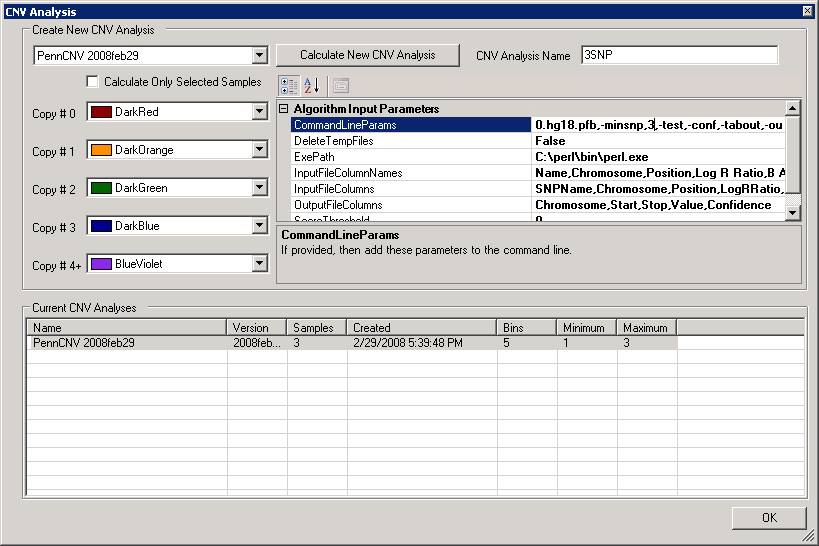 CNV Analysis
Create New CNV Analysis
PennCNV 2008feb29
Calculate New CNV Analysis
CNV Analysis Name
3SNP
Calculate Only Selected Samples
Copy # 0
DarkRed
Copy # 1
DarkOrange
Copy # 2
DarkGreen
Copy # 3
DarkBlue
Copy # 4+
BlueViolet
Algorithm Input Parameters
CommandLineParams 0.hg18.pfb,-minsnp,3,-test,-conf,-tabout,-ou
DeleteTempFiles False
ExePath C:\perl\bin\perl.exe
InputFileColumnNames Name,Chromosome,Position,Log R Ratio,B A
InputFileColumns SNPName,Chromosome,Position,LogRRatio,
OutputFileColumns Chromosome,Start,Stop,Value,Confidence
ScoreThreshold 0
CommandLineParams
If provided, then add these parameters to the command line.
Current CNV Analyses
Name Version Samples Created Bins Minimum Maximum
PennCNV 2008feb29 2008feb... 3 2/29/2008 5:39:48 PM 5 1 3
OK